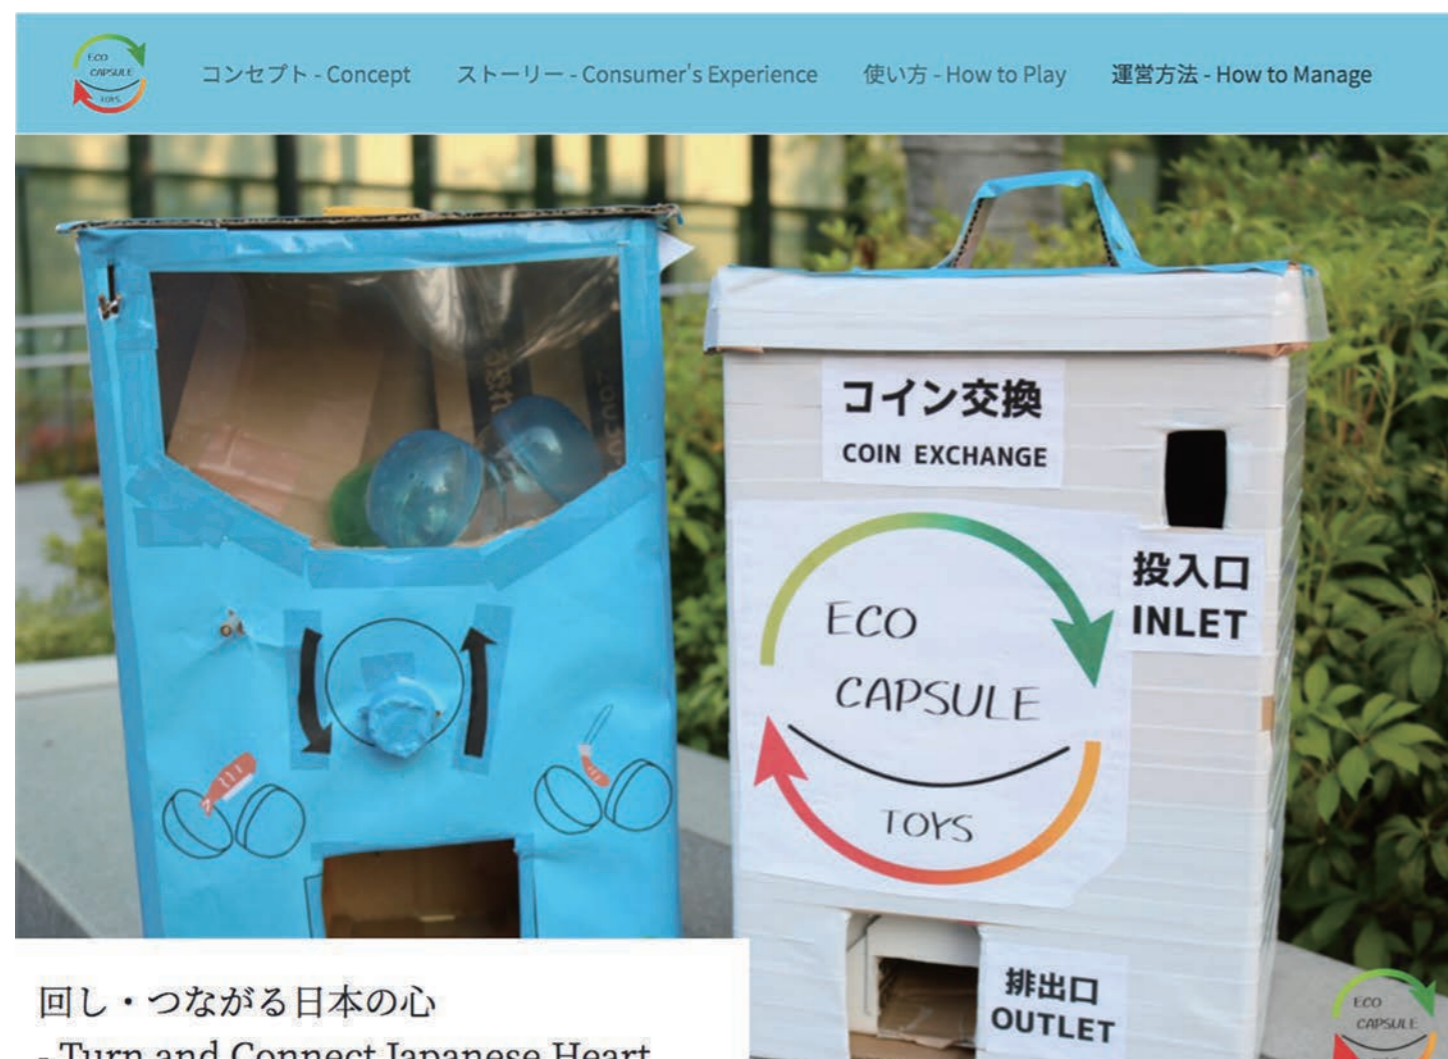 ECO
CAPSULE
TOYS
コンセプト - Concept
ストーリー - Consumer's Experience
使い方 - How to Play
運営方法 - How to Manage
コイン交換
COIN EXCHANGE
投入口
INLET
ECO
CAPSULE
TOYS
排出口
OUTLET
回し・つながる日本の心
- Turn and Connect Japanese Heart
ECO
CAPSULE